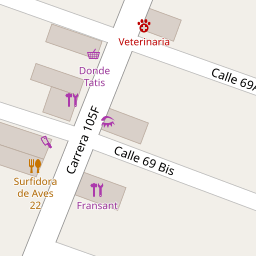 Veterinaria
Donde
Tatis
Calle 69A
Carrera 105F
Calle 69 Bis
Surfidora
de Aves
22
Fransant